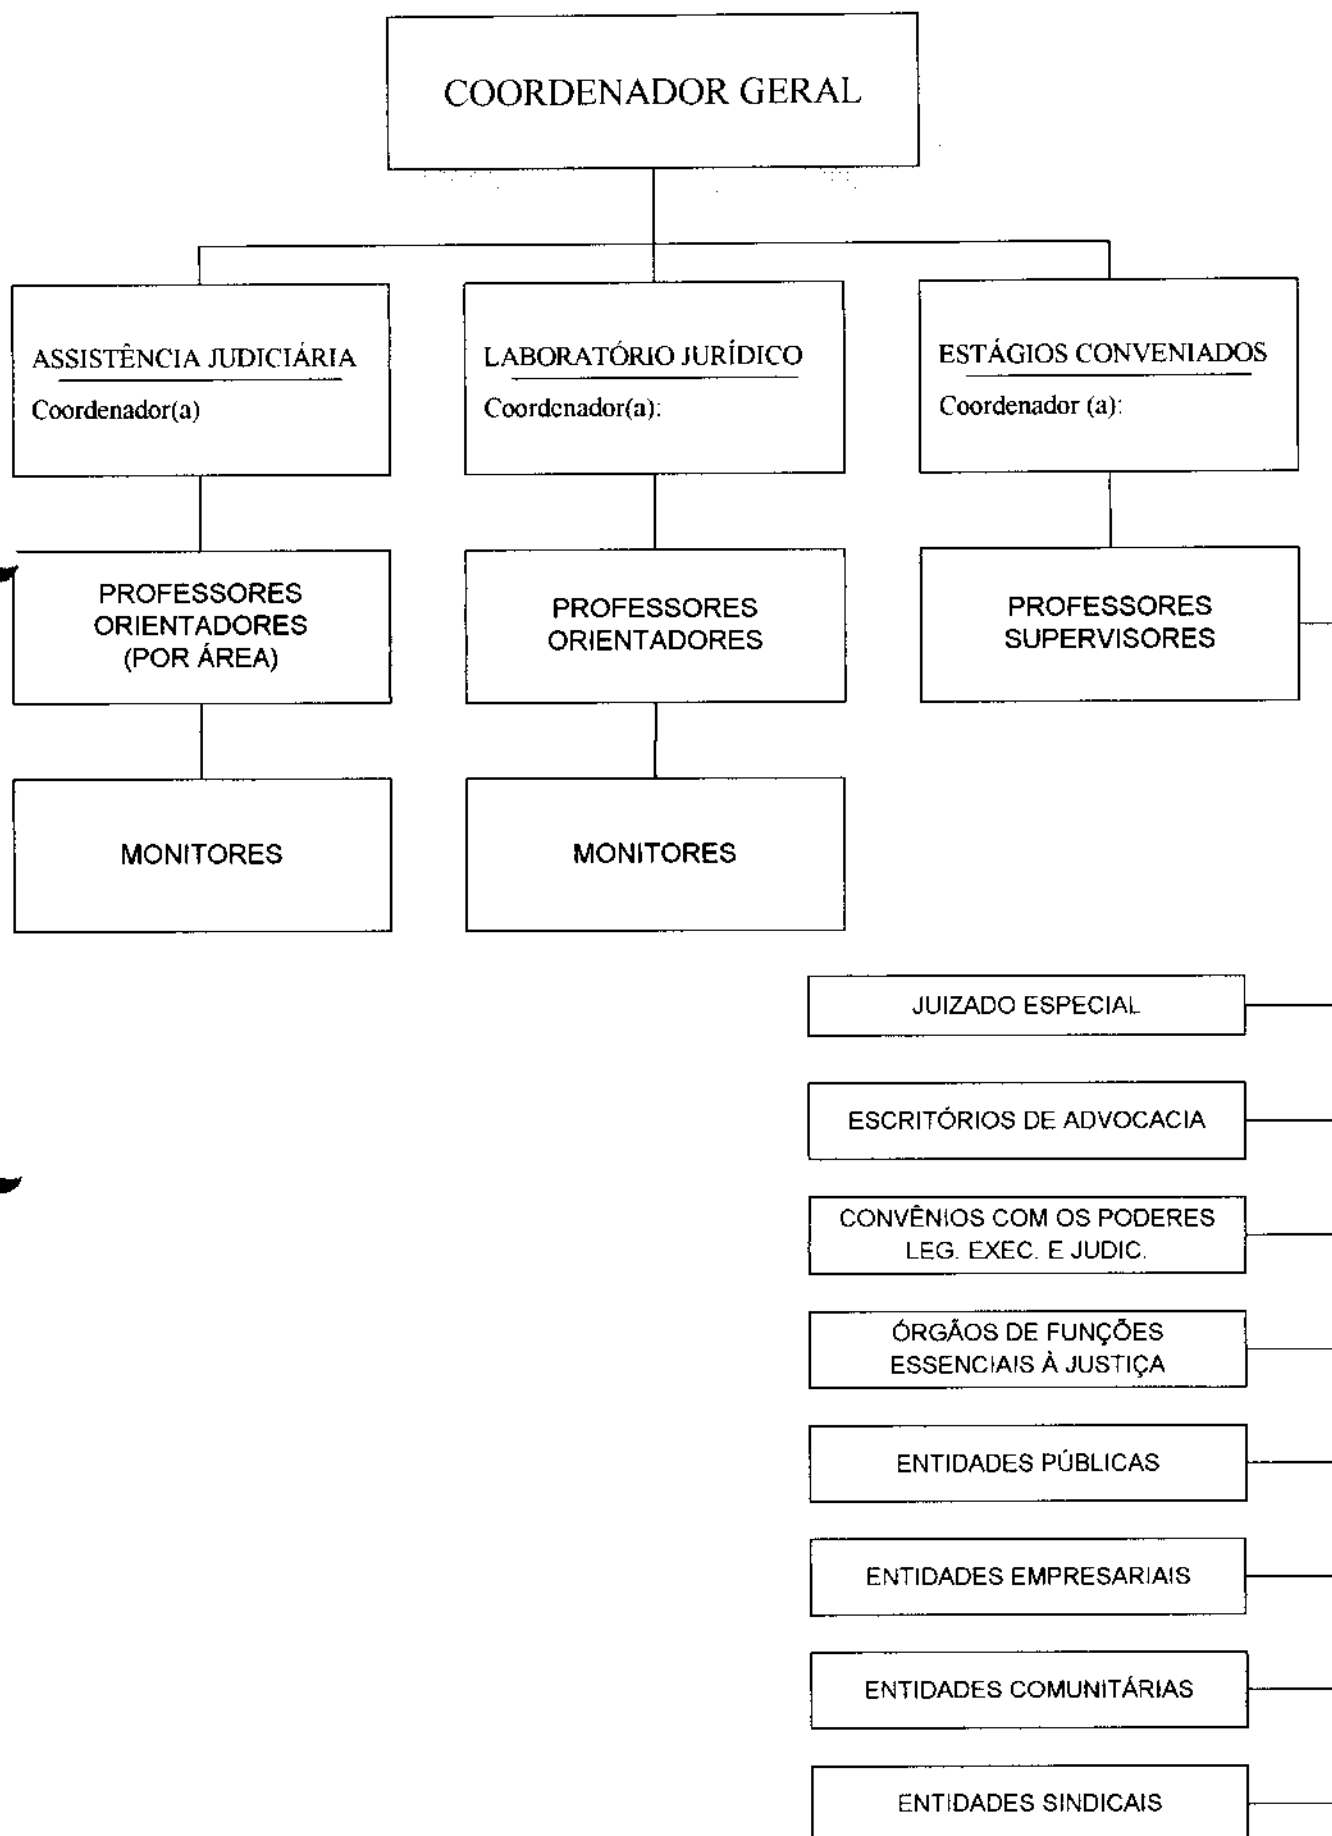 COORDENADOR GERAL
ASSISTÊNCIA JUDICIÁRIA
Coordenador(a)
LABORATÓRIO JURÍDICO
Coordenador(a):
ESTÁGIOS CONVENIADOS
Coordenador (a):
PROFESSORES
ORIENTADORES
(POR ÁREA)
PROFESSORES
ORIENTADORES
PROFESSORES
SUPERVISORES
MONITORES
MONITORES
JUIZADO ESPECIAL
ESCRITÓRIOS DE ADVOCACIA
CONVÊNIOS COM OS PODERES
LEG. EXEC. E JUDIC.
ÓRGÃOS DE FUNÇÕES
ESSENCIAIS À JUSTIÇA
ENTIDADES PÚBLICAS
ENTIDADES EMPRESARIAIS
ENTIDADES COMUNITÁRIAS
ENTIDADES SINDICAIS